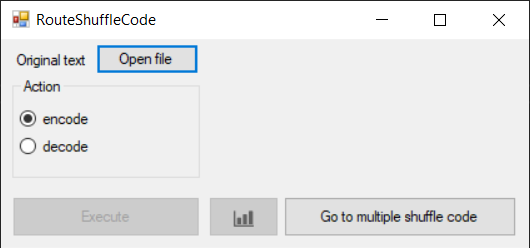 RouteShuffleCode
Original text Open file
Action
encode
decode
Execute Go to multiple shuffle code